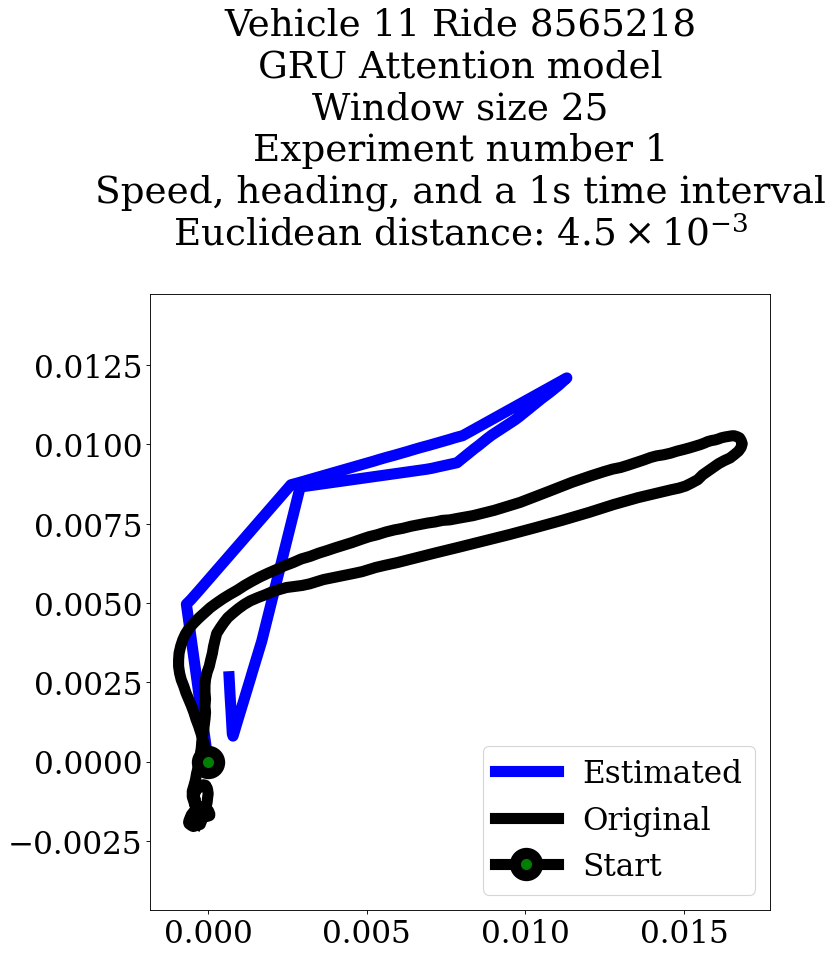 Vehicle 11 Ride 8565218
GRU Attention model
Window size 25
Experiment number 1
Speed, heading, and a 1s time interval
Euclidean distance: 4.5 × 10⁻³
0.0125
0.0100
0.0075
0.0050
0.0025
0.0000
−0.0025
Estimated
Original
Start
0.000 0.005 0.010 0.015